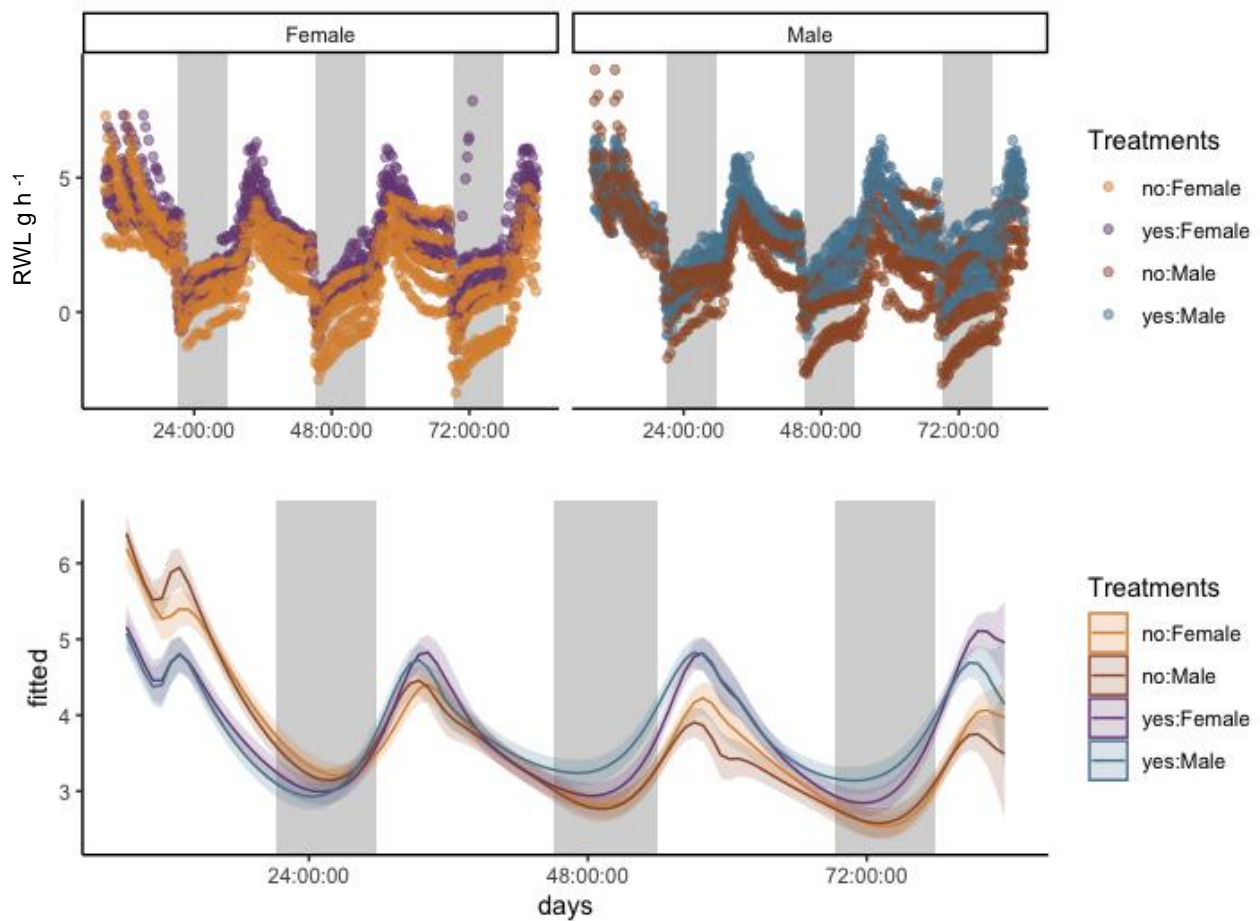 Female
Male
RWL g h -1
5
0
24:00:00
48:00:00
72:00:00
24:00:00
48:00:00
72:00:00
Treatments
no:Female
yes:Female
no:Male
yes:Male
fitted
6
5
4
3
24:00:00
48:00:00
72:00:00
days
Treatments
no:Female
no:Male
yes:Female
yes:Male